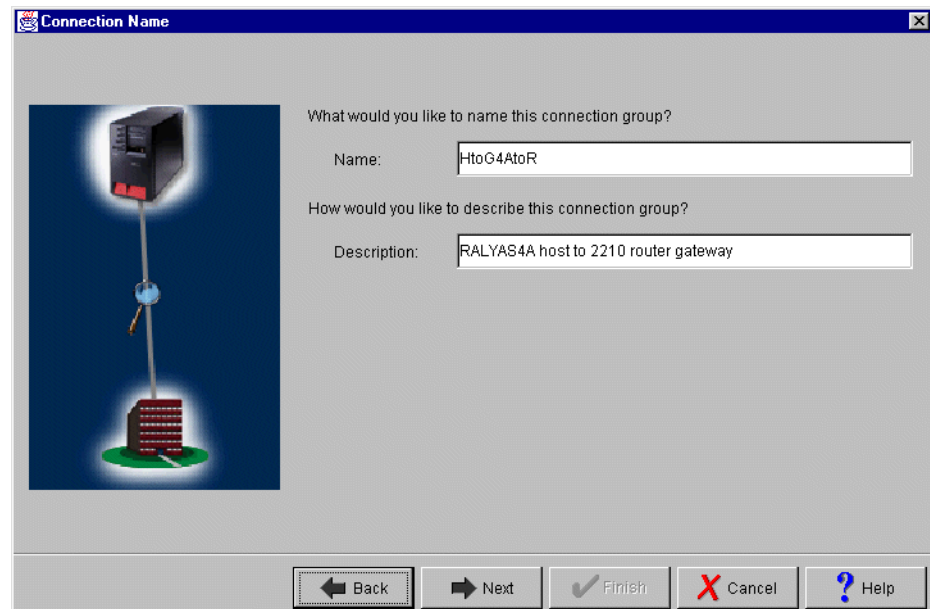 Connection Name
What would you like to name this connection group?
Name: HtoG4AtoR
How would you like to describe this connection group?
Description: RALYAS4A host to 2210 router gateway
Back Next Finish Cancel Help